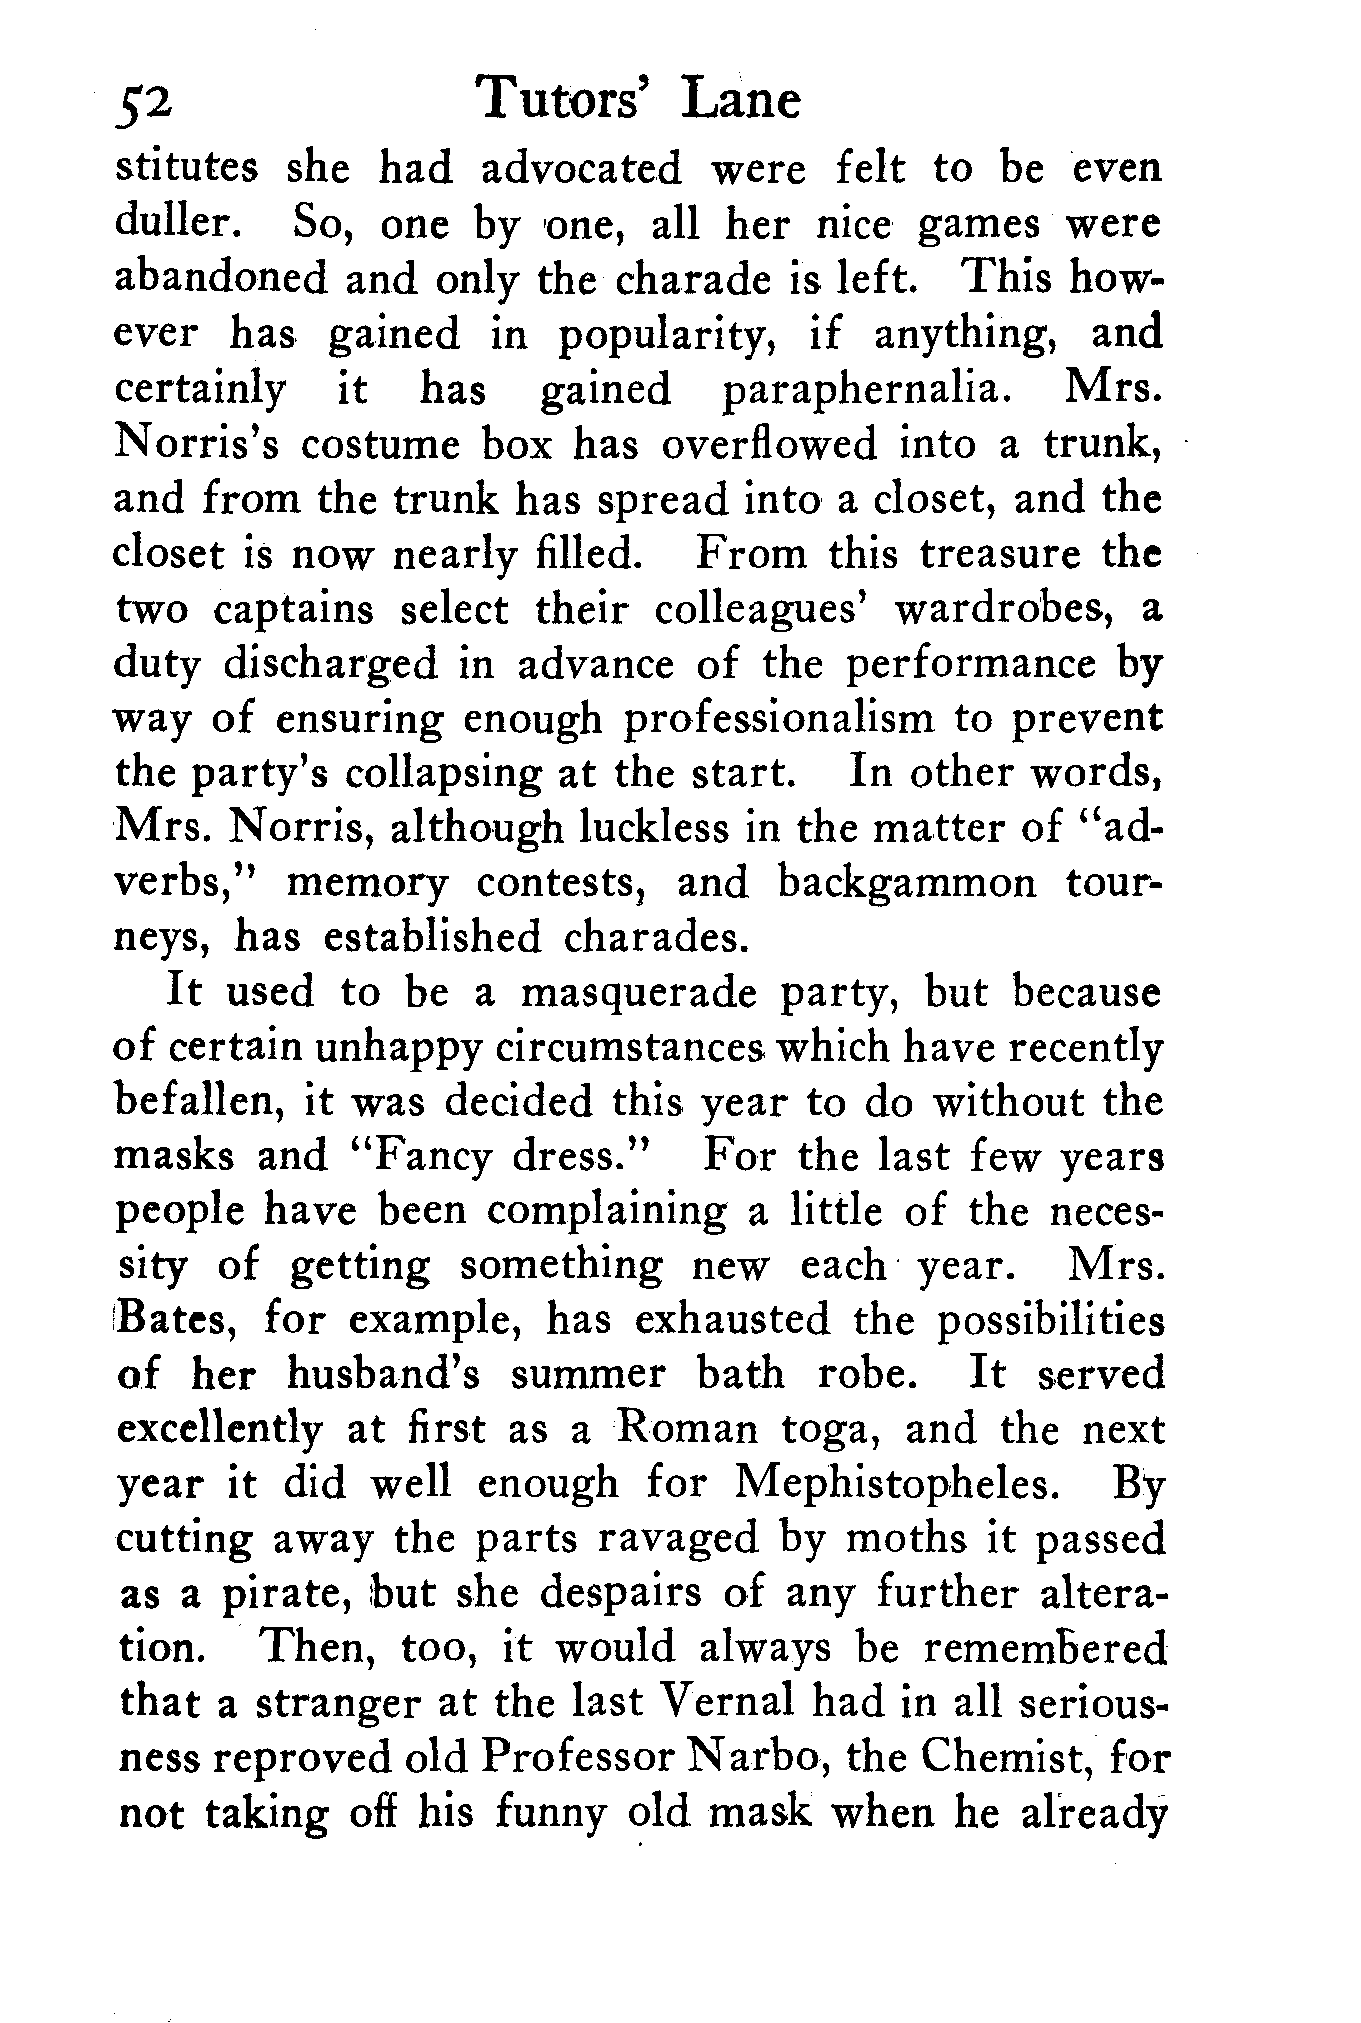 52 Tutors' Lane
stitutes she had advocated were felt to be even
duller. So, one by one, all her nice games were
abandoned and only the charade is left. This how-
ever has gained in popularity, if anything, and
certainly it has gained paraphernalia. Mrs.
Norris's costume box has overflowed into a trunk,
and from the trunk has spread into a closet, and the
closet is now nearly filled. From this treasure the
two captains select their colleagues' wardrobes, a
duty discharged in advance of the performance by
way of ensuring enough professionalism to prevent
the party's collapsing at the start. In other words,
Mrs. Norris, although luckless in the matter of "ad-
verbs," memory contests, and backgammon tour-
neys, has established charades.
It used to be a masquerade party, but because
of certain unhappy circumstances which have recently
befallen, it was decided this year to do without the
masks and "Fancy dress." For the last few years
people have been complaining a little of the neces-
sity of getting something new each year. Mrs.
Bates, for example, has exhausted the possibilities
of her husband's summer bath robe. It served
excellently at first as a Roman toga, and the next
year it did well enough for Mephistopheles. By
cutting away the parts ravaged by moths it passed
as a pirate, but she despairs of any further altera-
tion. Then, too, it would always be remembered
that a stranger at the last Vernal had in all serious-
ness reproved old Professor Narbo, the Chemist, for
not taking off his funny old mask when he already